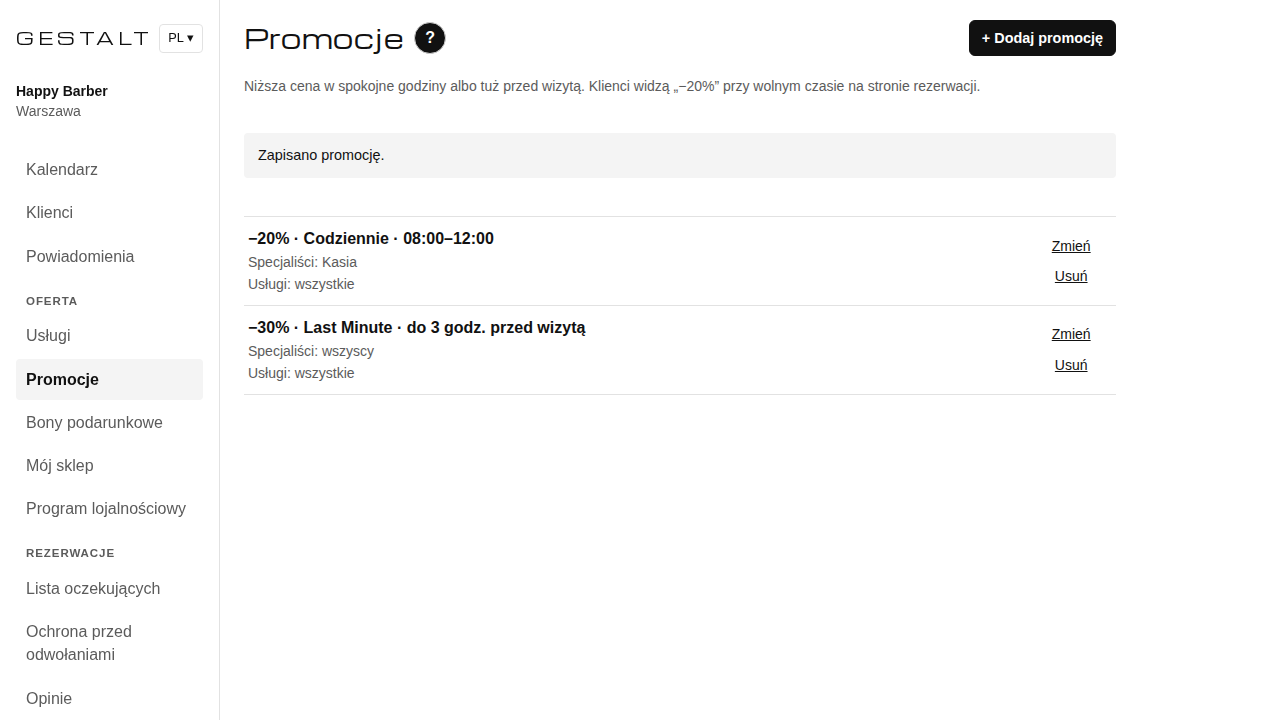 GESTALT
PL ▾
Happy Barber
Warszawa
Kalendarz
Klienci
Powiadomienia
OFERTA
Usługi
Promocje
Bony podarunkowe
Mój sklep
Program lojalnościowy
REZERWACJE
Lista oczekujących
Ochrona przed
odwołaniami
Opinie
Promocje
?
+ Dodaj promocję
Niższa cena w spokojne godziny albo tuż przed wizytą. Klienci widzą „−20%” przy wolnym czasie na stronie rezerwacji.
Zapisano promocję.
−20% · Codziennie · 08:00–12:00
Specjaliści: Kasia
Usługi: wszystkie
Zmień
Usuń
−30% · Last Minute · do 3 godz. przed wizytą
Specjaliści: wszyscy
Usługi: wszystkie
Zmień
Usuń